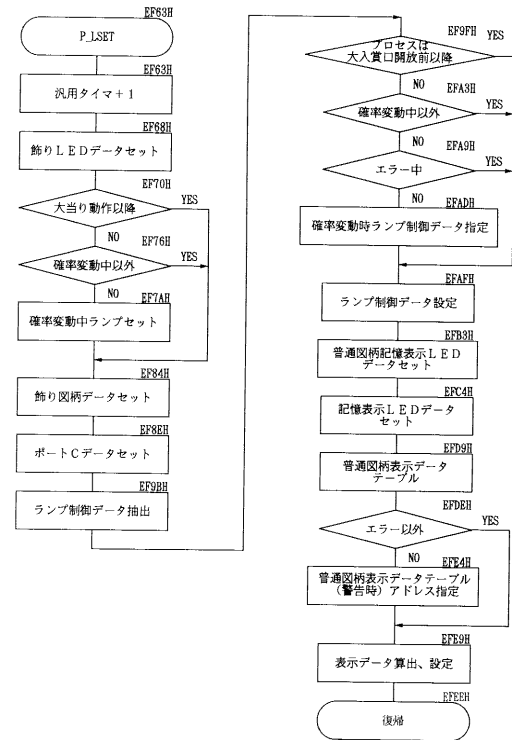 EF63H
P_LSET
EF63H
汎用タイマ+1
EF68H
飾りLEDデータセット
EF70H
大当り動作以降
YES
NO
EF76H
確率変動中以外
YES
NO
EF7AH
確率変動中ランプセット
EF84H
飾り図柄データセット
EF8EH
ポートCデータセット
EF9BH
ランプ制御データ抽出
EF9FH
プロセスは
大入賞口開放前以降
YES
NO
EFA3H
確率変動中以外
YES
NO
EFA9H
エラー中
YES
NO
EFADH
確率変動時ランプ制御データ指定
EFAFH
ランプ制御データ設定
EFB3H
普通図柄記憶表示LED
データセット
EFC4H
記憶表示LEDデータ
セット
EFD9H
普通図柄表示データ
テーブル
EFDEH
エラー以外
YES
NO
EFE4H
普通図柄表示データテーブル
(警告時)アドレス指定
EFE9H
表示データ算出、設定
EFEEH
復帰